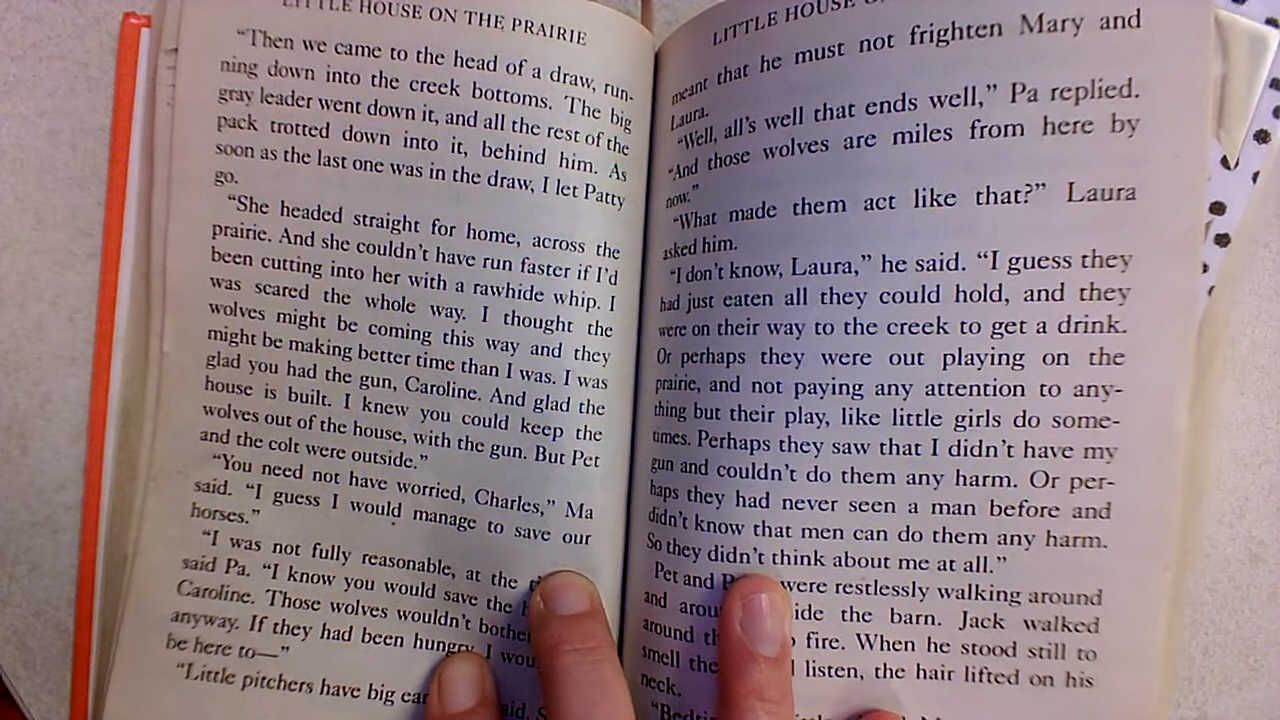 LITTLE HOUSE ON THE PRAIRIE
“Then we came to the head of a draw, run-
ning down into the creek bottoms. The big
gray leader went down it, and all the rest of the
pack trotted down into it, behind him. As
soon as the last one was in the draw, I let Patty
go.
“She headed straight for home, across the
prairie. And she couldn’t have run faster if I’d
been cutting into her with a rawhide whip. I
was scared the whole way. I thought the
wolves might be coming this way and they
might be making better time than I was. I was
glad you had the gun, Caroline. And glad the
house is built. I knew you could keep the
wolves out of the house, with the gun. But Pet
and the colt were outside.”
“You need not have worried, Charles,” Ma
said. “I guess I would manage to save our
horses.”
“I was not fully reasonable, at the
said Pa. “I know you would save the
Caroline. Those wolves wouldn’t
anyway. If they had been hungry, I
be here to—”
“Little pitchers have big
LITTLE HOUSE
meant that he must not frighten Mary and
Laura.
“Well, all’s well that ends well,” Pa replied.
“And those wolves are miles from here by
now.”
“What made them act like that?” Laura
asked him.
“I don’t know, Laura,” he said. “I guess they
had just eaten all they could hold, and they
were on their way to the creek to get a drink.
Or perhaps they were out playing on the
prairie, and not paying any attention to any-
thing but their play, like little girls do some-
times. Perhaps they saw that I didn’t have my
gun and couldn’t do them any harm. Or per-
haps they had never seen a man before and
didn’t know that men can do them any harm.
So they didn’t think about me at all.”
Pet and were restlessly walking around
and the barn. Jack walked
around fire. When he stood still to
smell the listen, the hair lifted on his
neck.